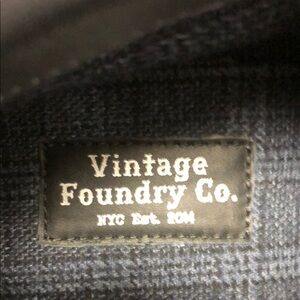 Vintage
Foundry Co.
NYC Est. 2014